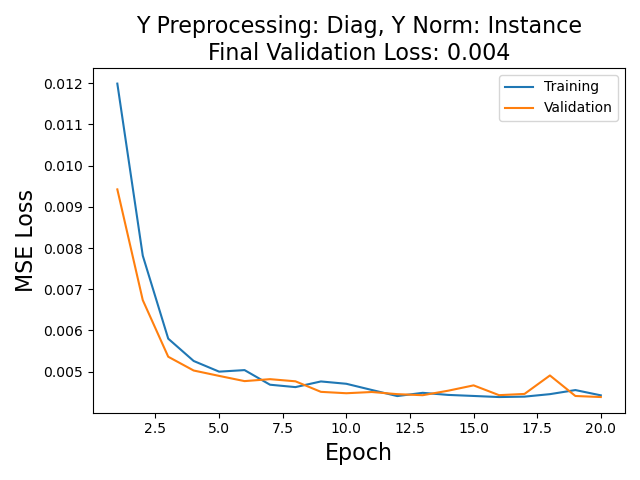 Y Preprocessing: Diag, Y Norm: Instance
Final Validation Loss: 0.004
Training
Validation
0.012
0.011
0.010
0.009
0.008
0.007
0.006
0.005
MSE Loss
2.5 5.0 7.5 10.0 12.5 15.0 17.5 20.0
Epoch